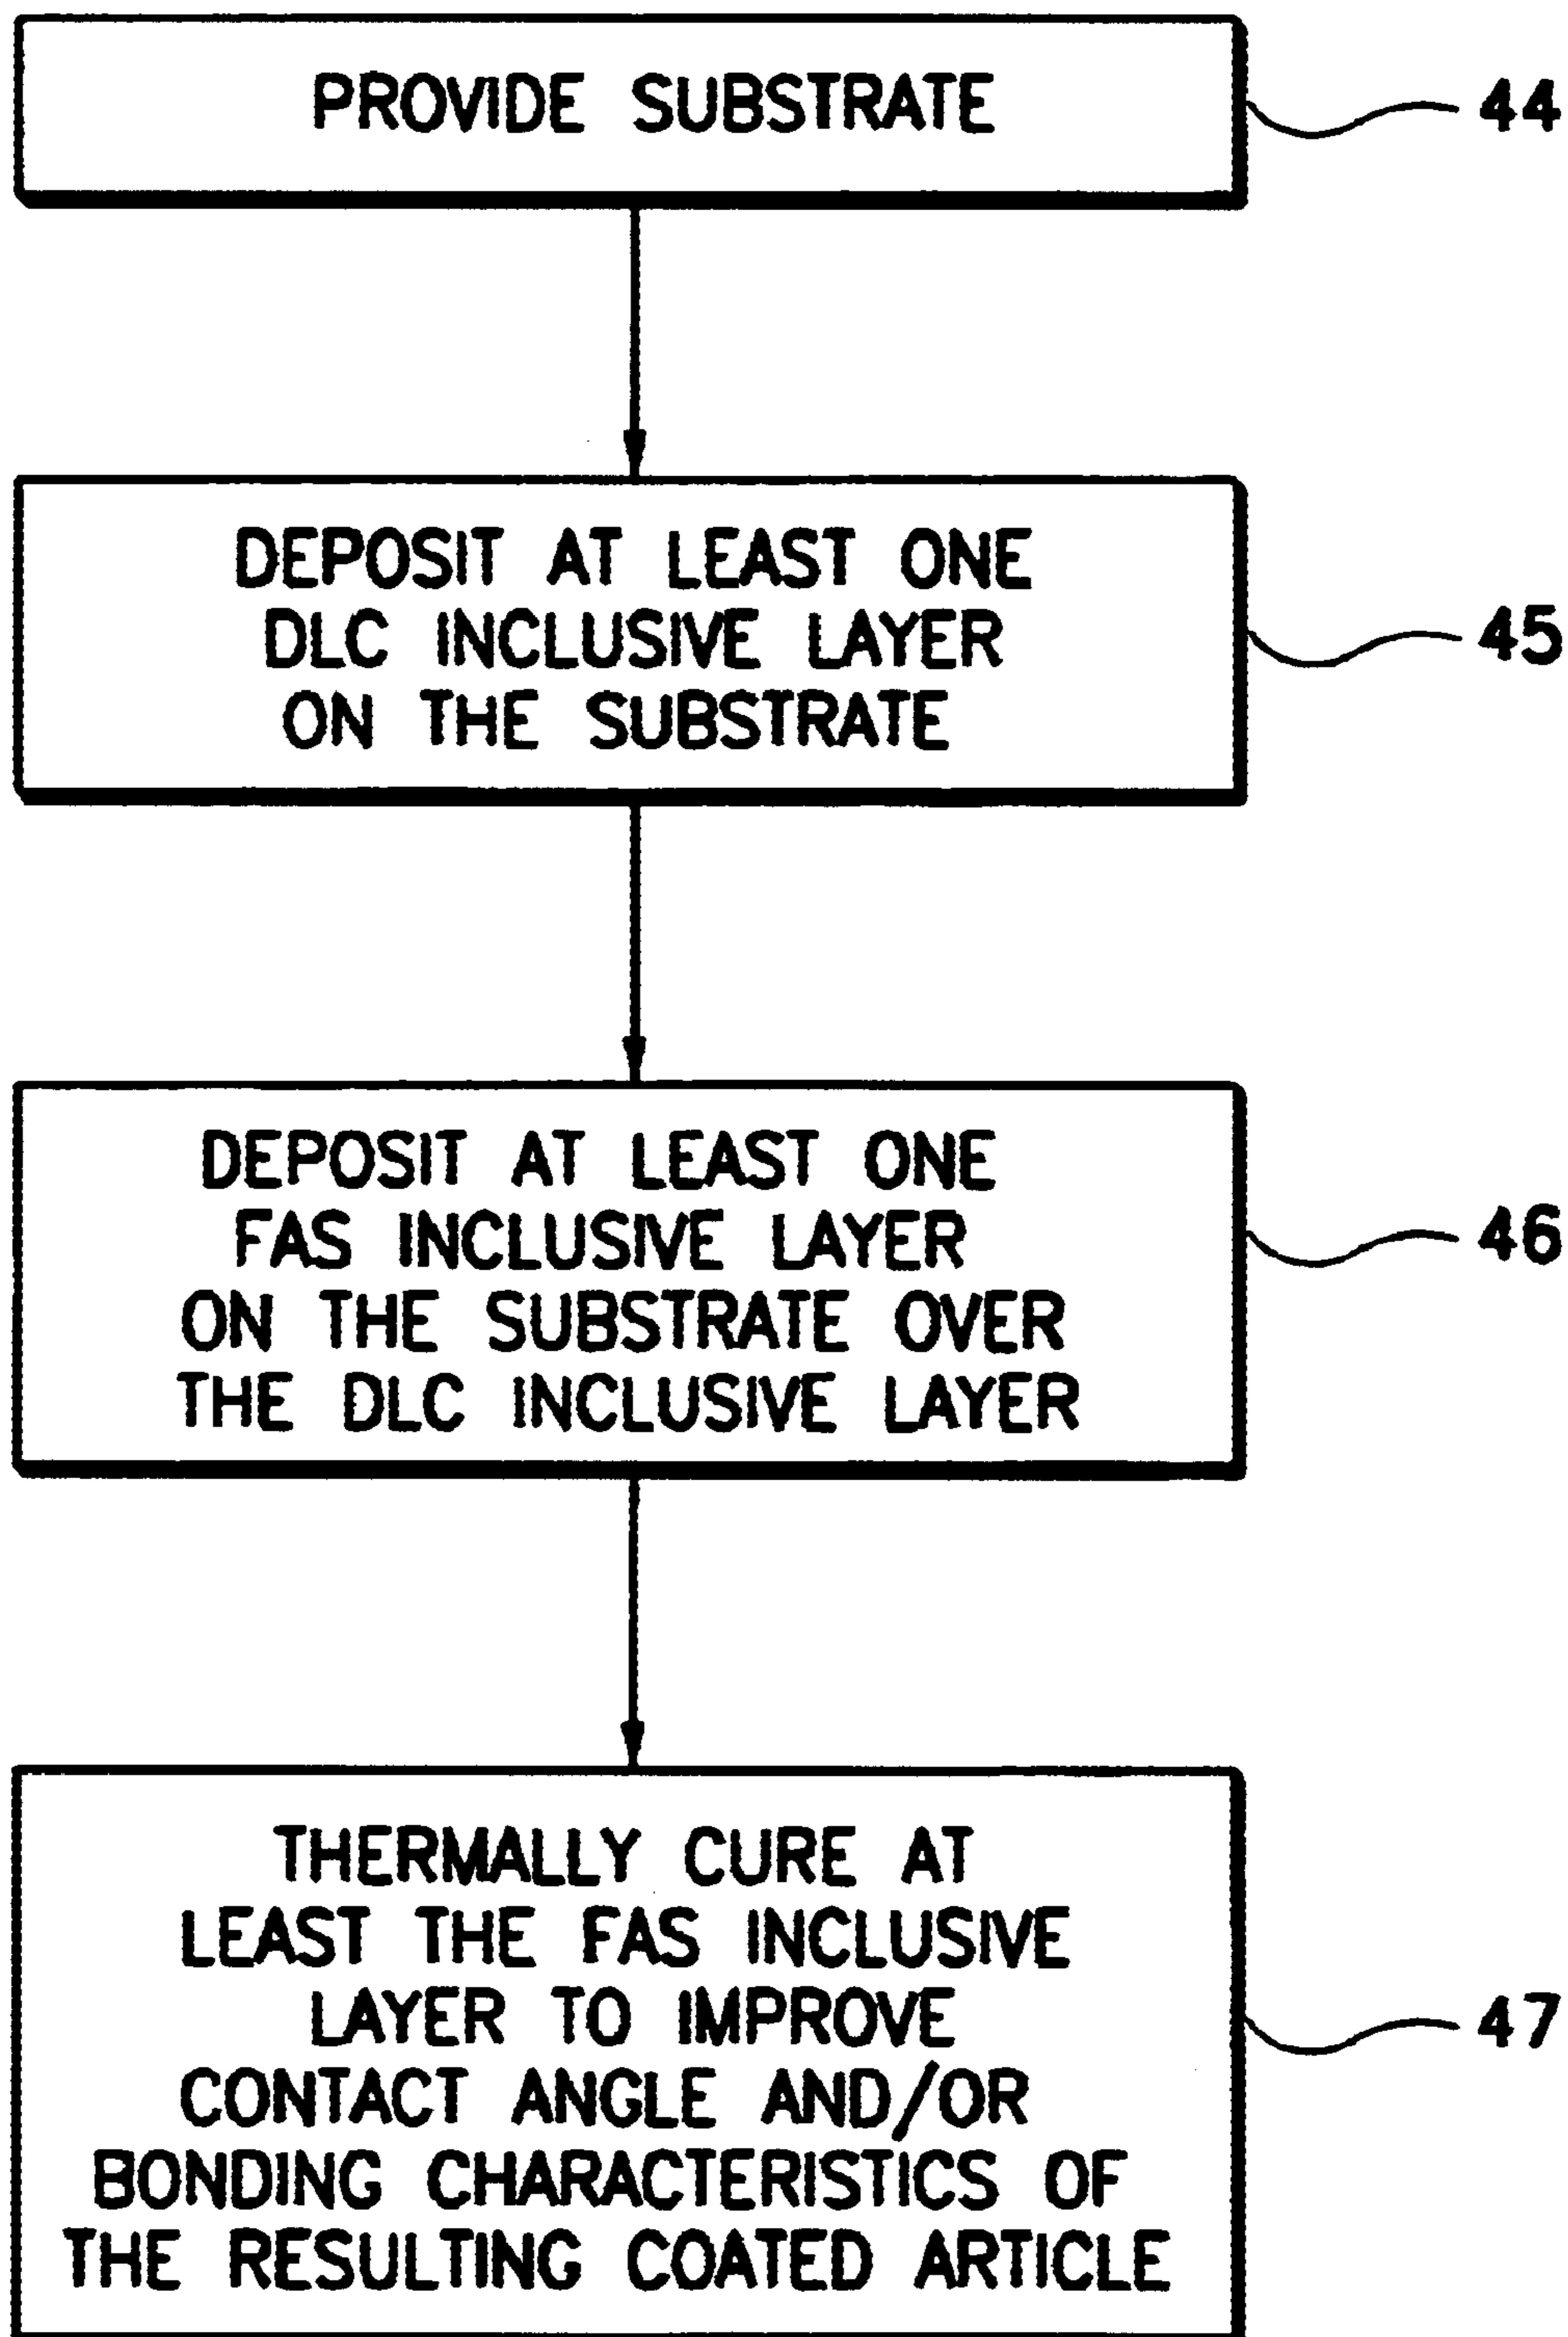 PROVIDE SUBSTRATE
44
DEPOSIT AT LEAST ONE
DLC INCLUSIVE LAYER
ON THE SUBSTRATE
45
DEPOSIT AT LEAST ONE
FAS INCLUSIVE LAYER
ON THE SUBSTRATE OVER
THE DLC INCLUSIVE LAYER
46
THERMALLY CURE AT
LEAST THE FAS INCLUSIVE
LAYER TO IMPROVE
CONTACT ANGLE AND/OR
BONDING CHARACTERISTICS OF
THE RESULTING COATED ARTICLE
47